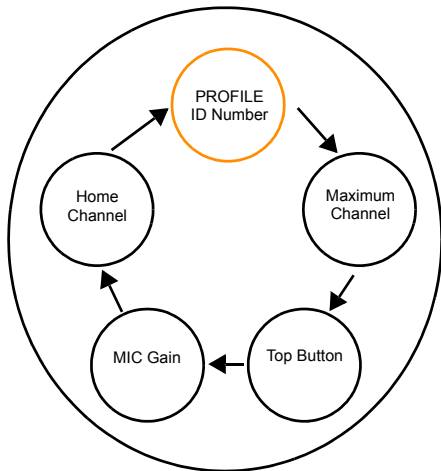 PROFILE
ID Number
Maximum
Channel
Top Button
MIC Gain
Home
Channel